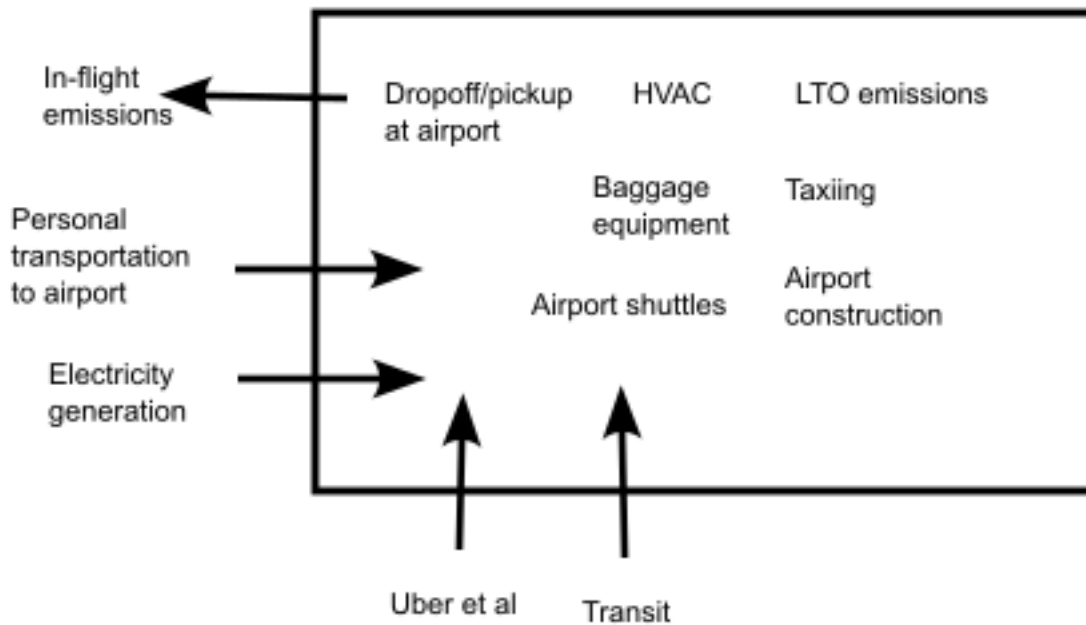 In-flight
emissions
Dropoff/pickup
at airport
HVAC
LTO emissions
Baggage
equipment
Taxiing
Personal
transportation
to airport
Airport shuttles
Airport
construction
Electricity
generation
Uber et al
Transit